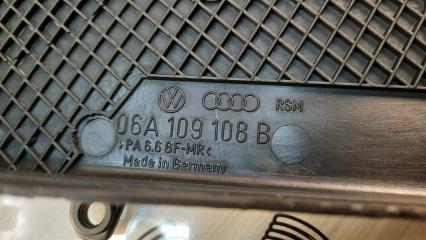 RSM
06A 109 108 B
>PA 6.6 GF-MR<
Made in Germany